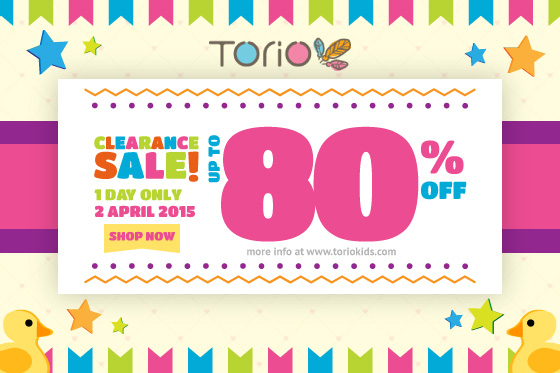 TORiO
CLEARANCE
SALE!
1 DAY ONLY
2 APRIL 2015
SHOP NOW
UP TO
80%
OFF
more info at www.toriokids.com